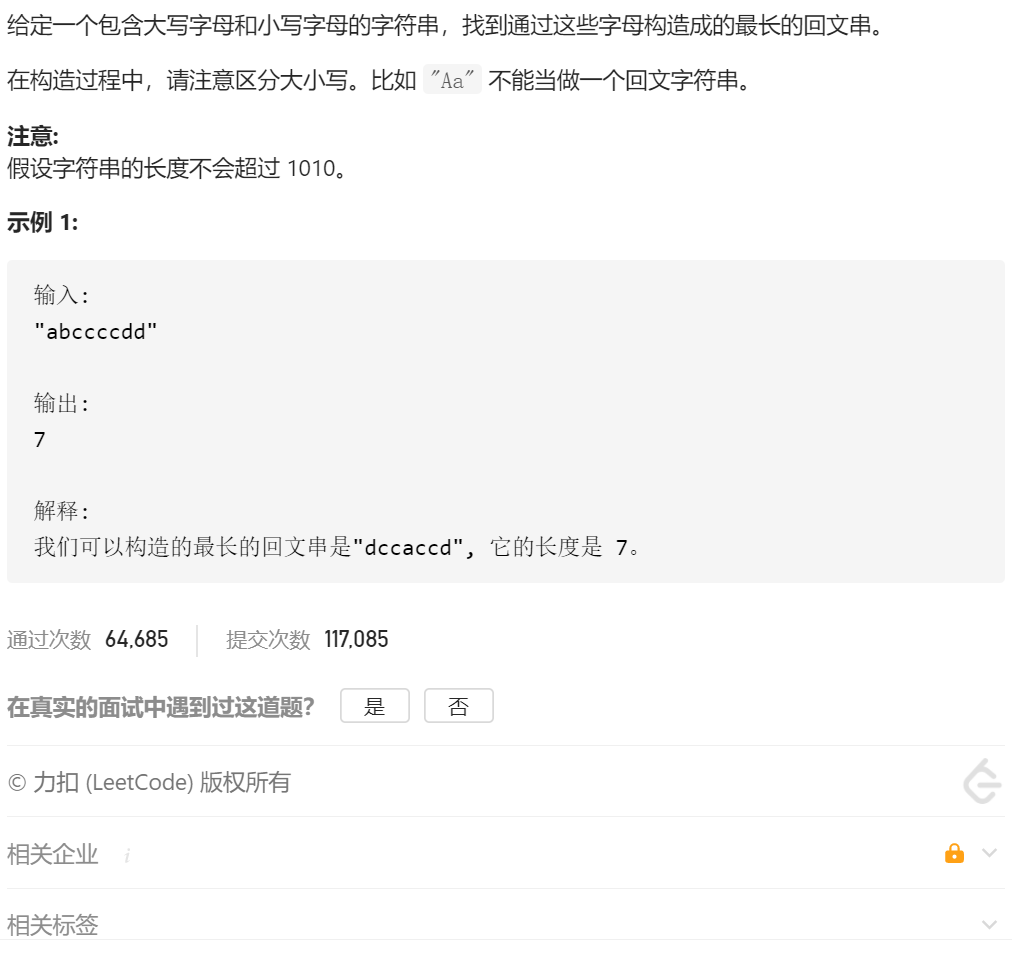 给定一个包含大写字母和小写字母的字符串，找到通过这些字母构造成的最长的回文串。
在构造过程中，请注意区分大小写。比如 "Aa" 不能当做一个回文字符串。
注意:
假设字符串的长度不会超过 1010。
示例 1:
输入:
"abccccdd"
输出:
7
解释:
我们可以构造的最长的回文串是"dccaccd", 它的长度是 7。
通过次数 64,685 提交次数 117,085
在真实的面试中遇到过这道题? 是 否
© 力扣 (LeetCode) 版权所有
相关企业 i
相关标签